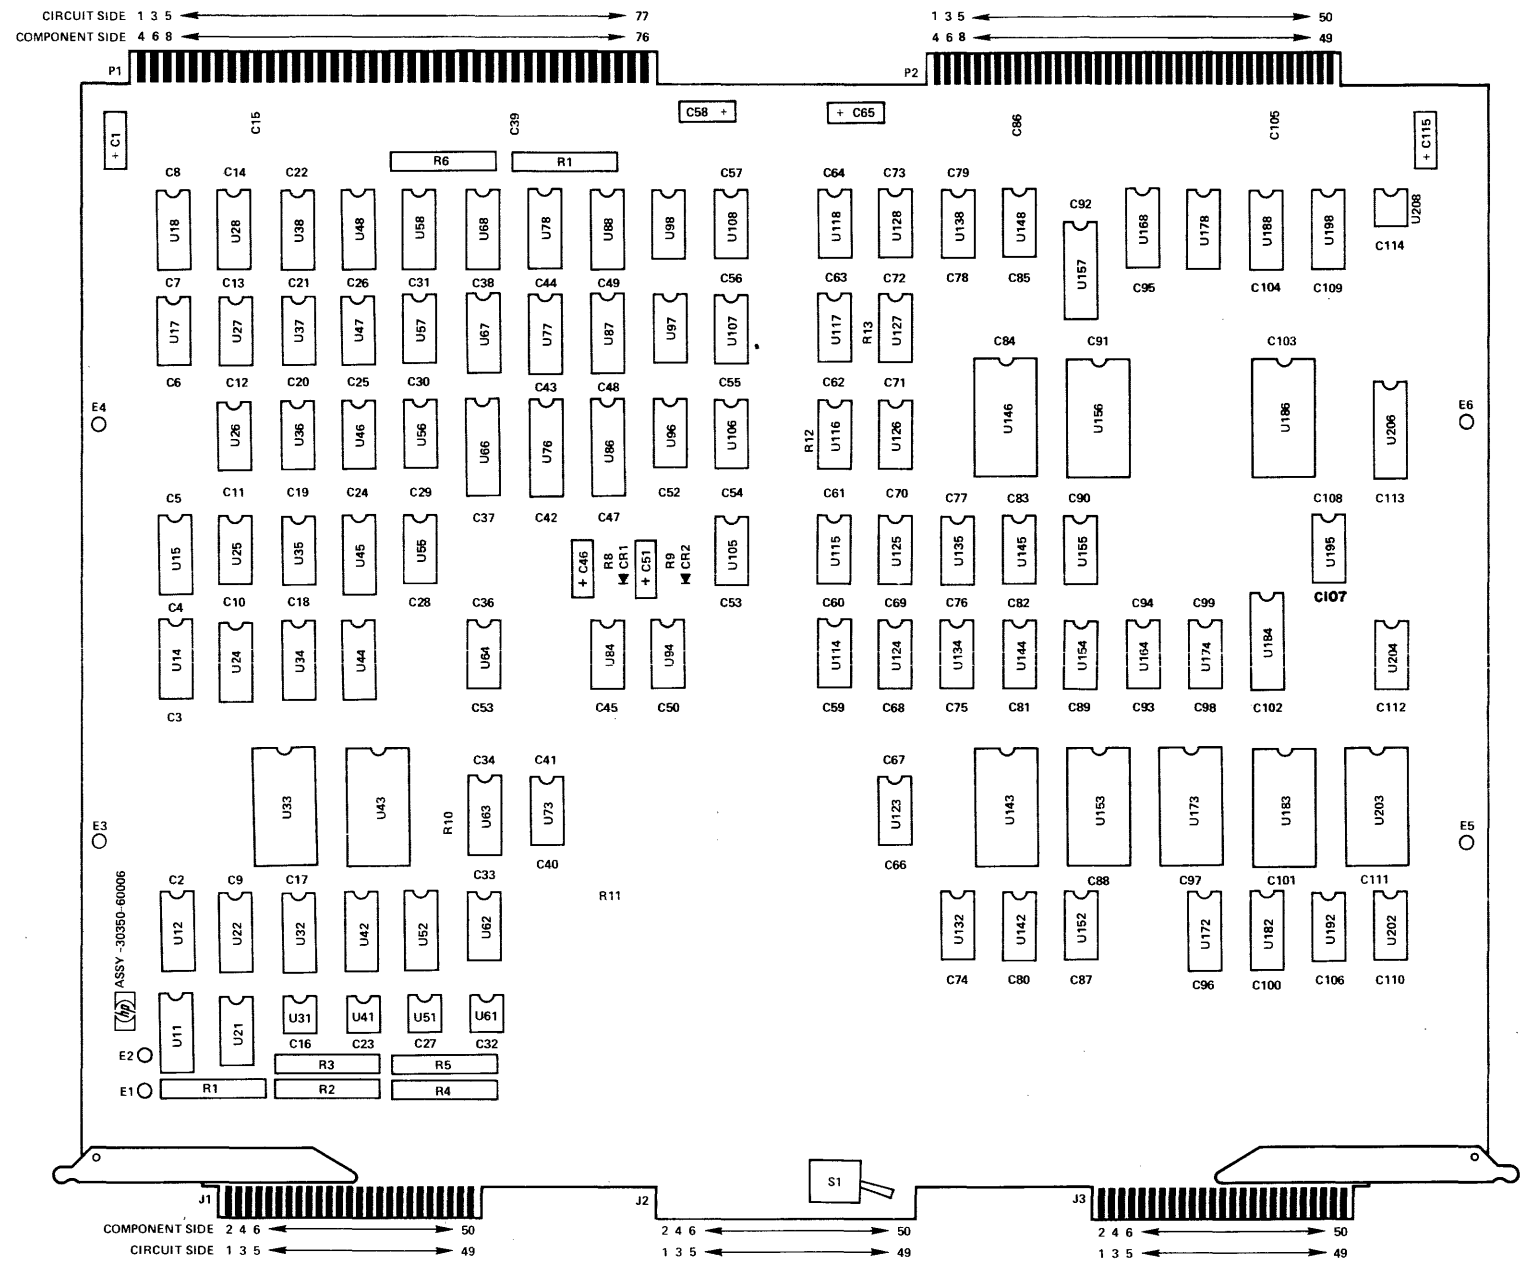 CIRCUIT SIDE 1 3 5 77
COMPONENT SIDE 4 6 8 76
1 3 5 50
4 6 8 49
P1
P2
+ C1
C15
C39
C58 +
+ C65
C86
C105
+ C115
R6
R1
C8 C14 C22 C57 C64 C73 C79 C92
U18 U28 U38 U48 U58 U68 U78 U88 U98 U108 U118 U128 U138 U148 U157 U168 U178 U188 U198 U208
C114
C7 C13 C21 C26 C31 C38 C44 C49 C56 C63 C72 C78 C85 C95 C104 C109
U17 U27 U37 U47 U57 U67 U77 U87 U97 U107 U117 R13 U127
C84 C91 C103
C6 C12 C20 C25 C30 C43 C48 C55 C62 C71
E4
U26 U36 U46 U56 U66 U76 U86 U96 U106 R12 U116 U126 U146 U156 U186 U206
E6
C5 C11 C19 C24 C29 C37 C42 C47 C52 C54 C61 C70 C77 C83 C90 C108 C113
U15 U25 U35 U45 U55 + C46 R8 CR1 + C51 R9 CR2 U105 U115 U125 U135 U145 U155 U195
C4 C10 C18 C28 C36 C53 C60 C69 C76 C82 C94 C99 C107
U14 U24 U34 U44 U64 U84 U94 U114 U124 U134 U144 U154 U164 U174 U184 U204
C3 C53 C45 C50 C59 C68 C75 C81 C89 C93 C98 C102 C112
C34 C41 C67
E3
U33 U43 R10 U63 U73 U123 U143 U153 U173 U183 U203
E5
C40 C66
C2 C9 C17 C33 C88 C97 C101 C111
R11
ASSY -30350-60006
hp
U12 U22 U32 U42 U52 U62 U132 U142 U152 U172 U182 U192 U202
C74 C80 C87 C96 C100 C106 C110
U11 U21 U31 U41 U51 U61
C16 C23 C27 C32
E2
R3 R5
E1
R1 R2 R4
S1
J1
J2
J3
COMPONENT SIDE 2 4 6 50
CIRCUIT SIDE 1 3 5 49
2 4 6 50
1 3 5 49
2 4 6 50
1 3 5 49